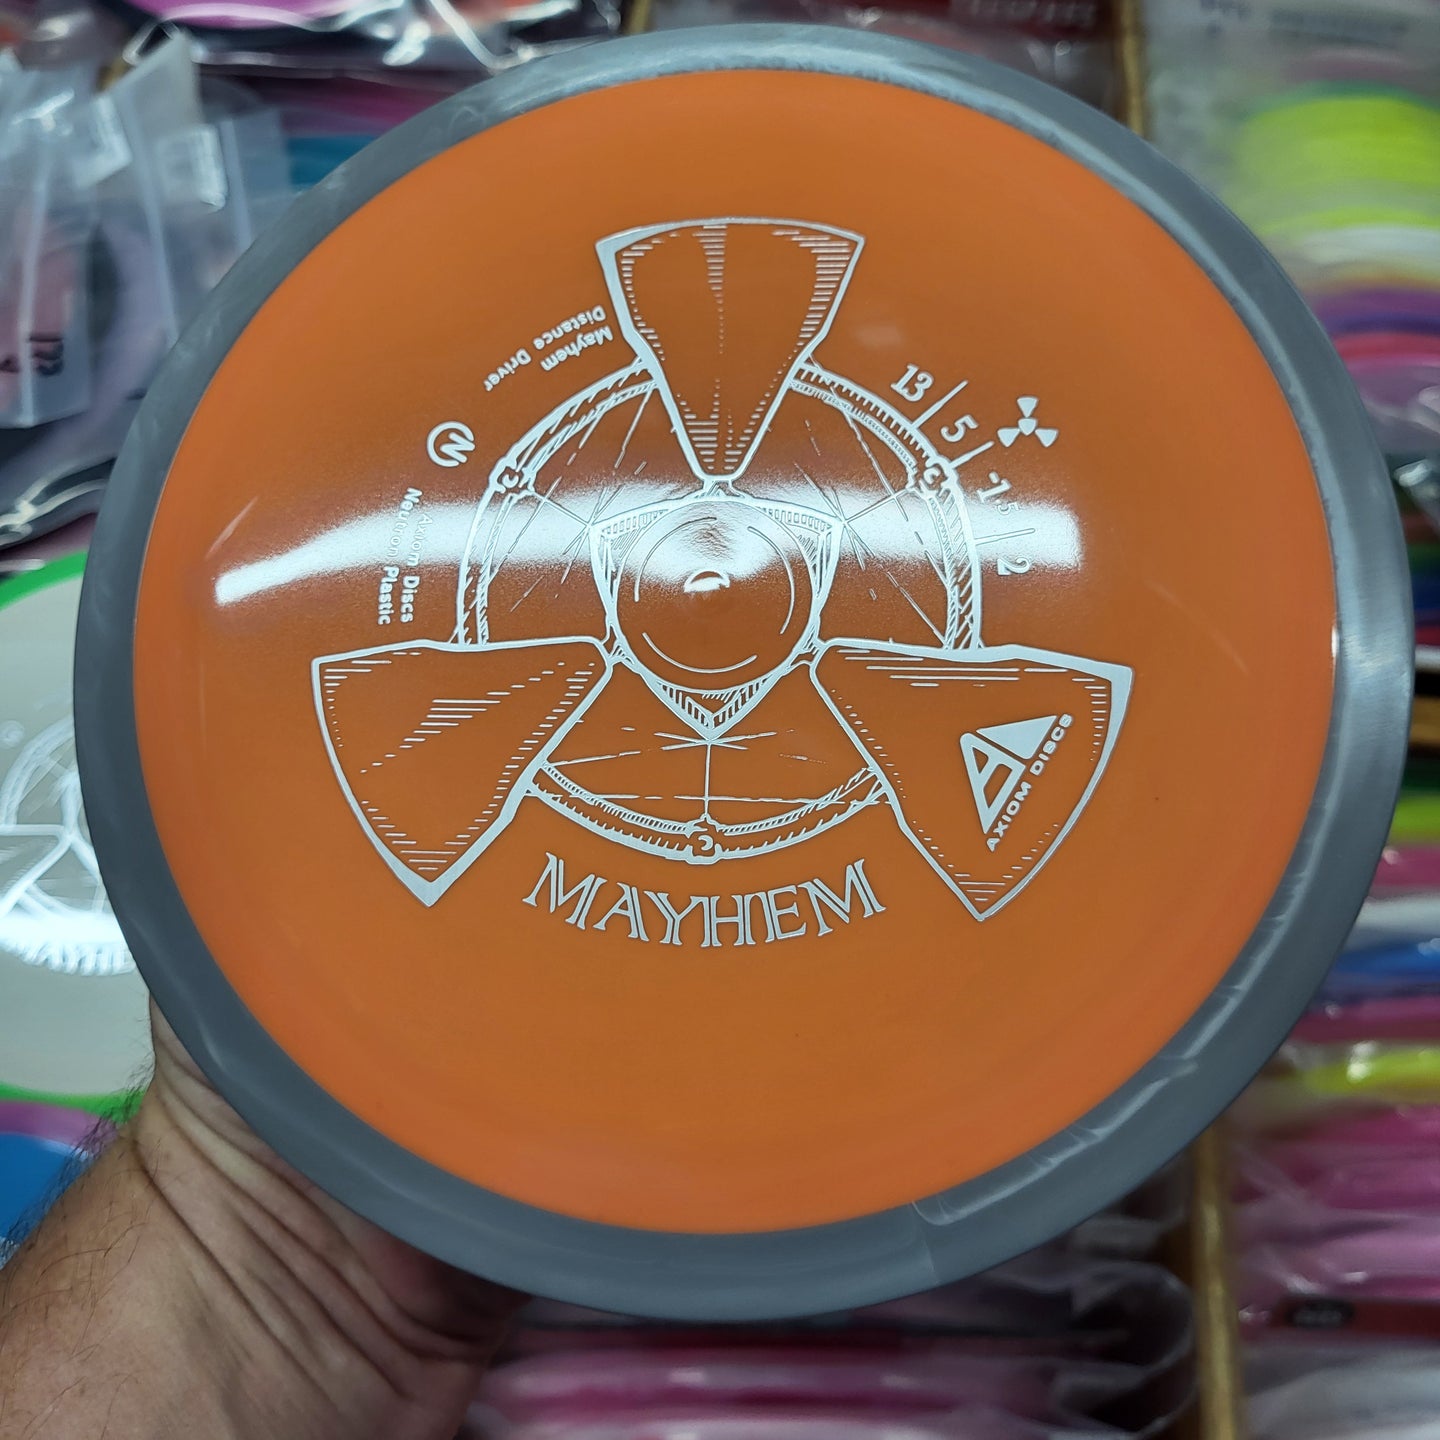 Mayhem
Distance Driver
Axiom Discs
Neutron Plastic
13
5
-1.5
2
AXIOM DISCS
MAYHEM